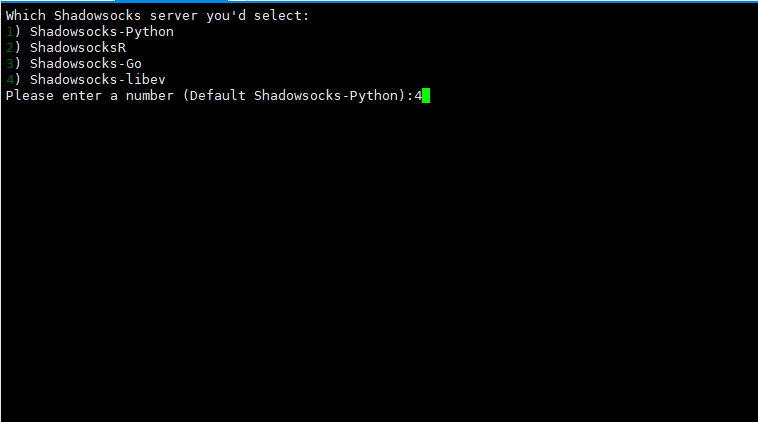 Which Shadowsocks server you'd select:
1) Shadowsocks-Python
2) ShadowsocksR
3) Shadowsocks-Go
4) Shadowsocks-libev
Please enter a number (Default Shadowsocks-Python):4